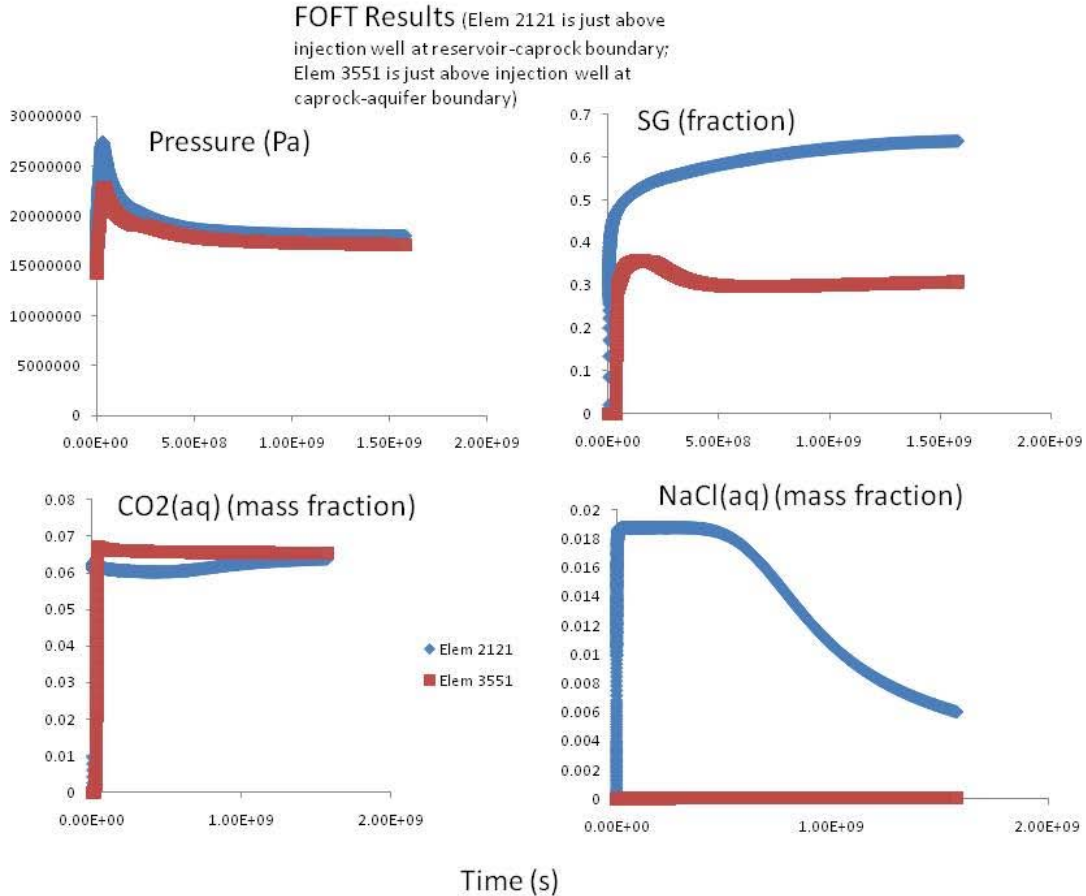 FOFT Results (Elem 2121 is just above
injection well at reservoir-caprock boundary;
Elem 3551 is just above injection well at
caprock-aquifer boundary)
Pressure (Pa)
30000000
25000000
20000000
15000000
10000000
5000000
0
0.00E+00 5.00E+08 1.00E+09 1.50E+09 2.00E+09
SG (fraction)
0.7
0.6
0.5
0.4
0.3
0.2
0.1
0
0.00E+00 5.00E+08 1.00E+09 1.50E+09 2.00E+09
CO2(aq) (mass fraction)
0.08
0.07
0.06
0.05
0.04
0.03
0.02
0.01
0
0.00E+00 1.00E+09 2.00E+09
Elem 2121
Elem 3551
NaCl(aq) (mass fraction)
0.02
0.018
0.016
0.014
0.012
0.01
0.008
0.006
0.004
0.002
0
0.00E+00 1.00E+09 2.00E+09
Time (s)